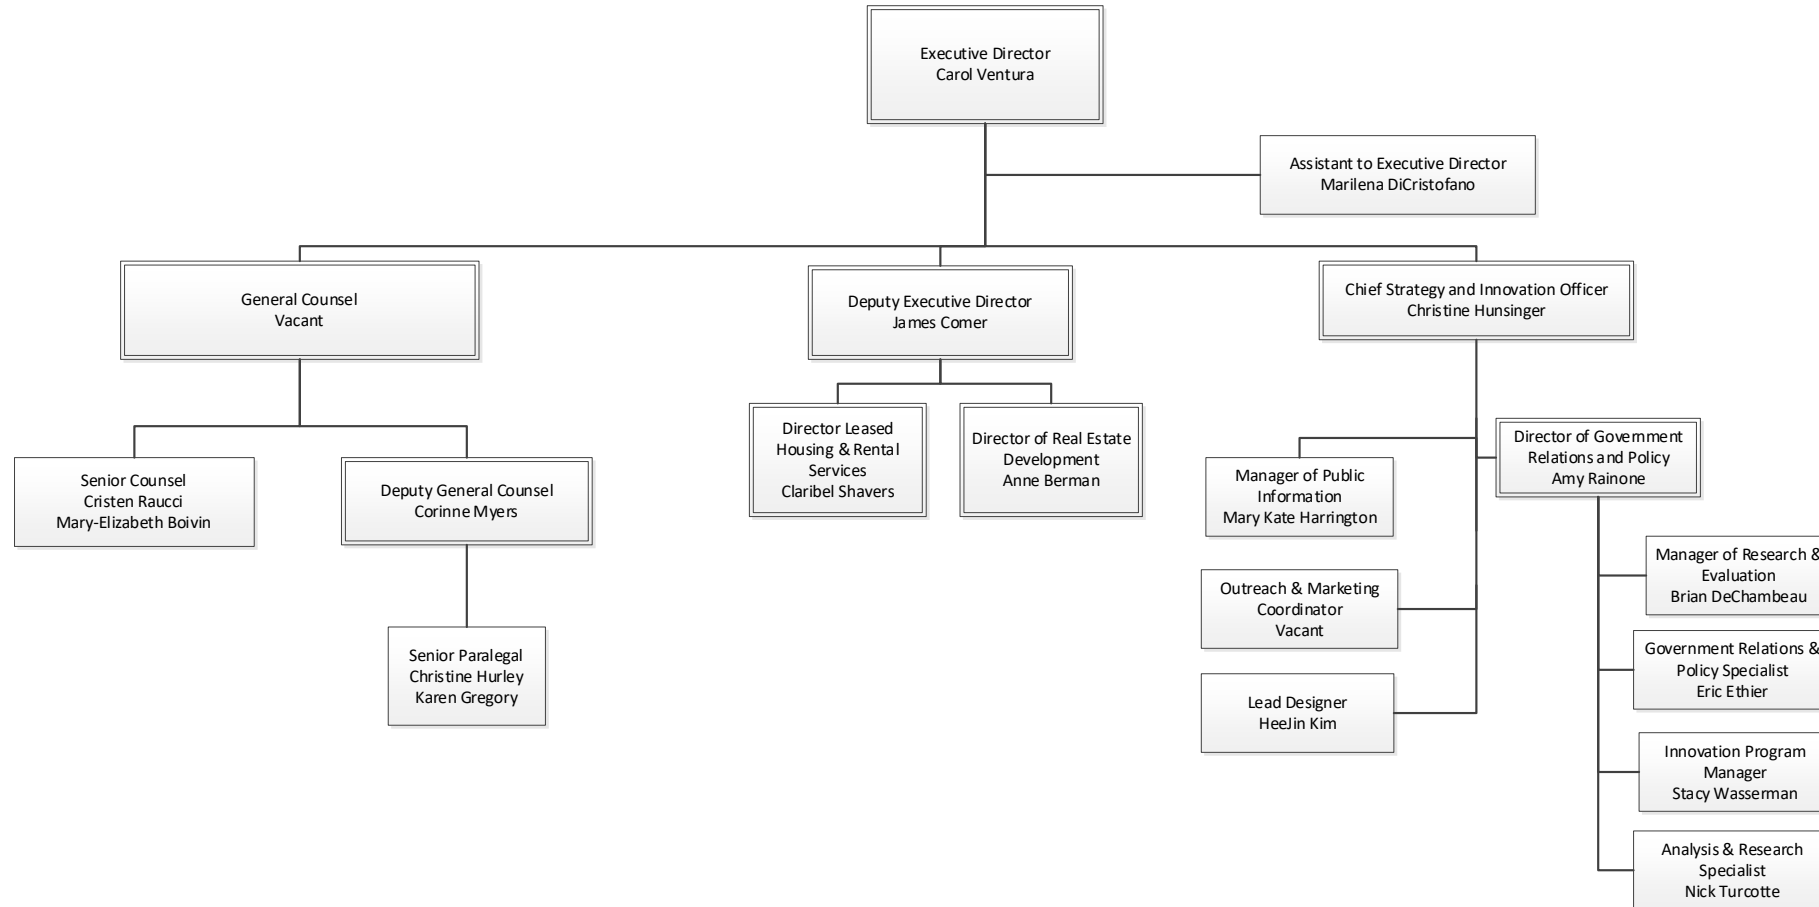 Executive Director
Carol Ventura
Assistant to Executive Director
Marilena DiCristofano
General Counsel
Vacant
Deputy Executive Director
James Comer
Chief Strategy and Innovation Officer
Christine Hunsinger
Senior Counsel
Cristen Raucci
Mary-Elizabeth Boivin
Deputy General Counsel
Corinne Myers
Senior Paralegal
Christine Hurley
Karen Gregory
Director Leased
Housing & Rental
Services
Claribel Shavers
Director of Real Estate
Development
Anne Berman
Manager of Public
Information
Mary Kate Harrington
Outreach & Marketing
Coordinator
Vacant
Lead Designer
HeeJin Kim
Director of Government
Relations and Policy
Amy Rainone
Manager of Research &
Evaluation
Brian DeChambeau
Government Relations &
Policy Specialist
Eric Ethier
Innovation Program
Manager
Stacy Wasserman
Analysis & Research
Specialist
Nick Turcotte